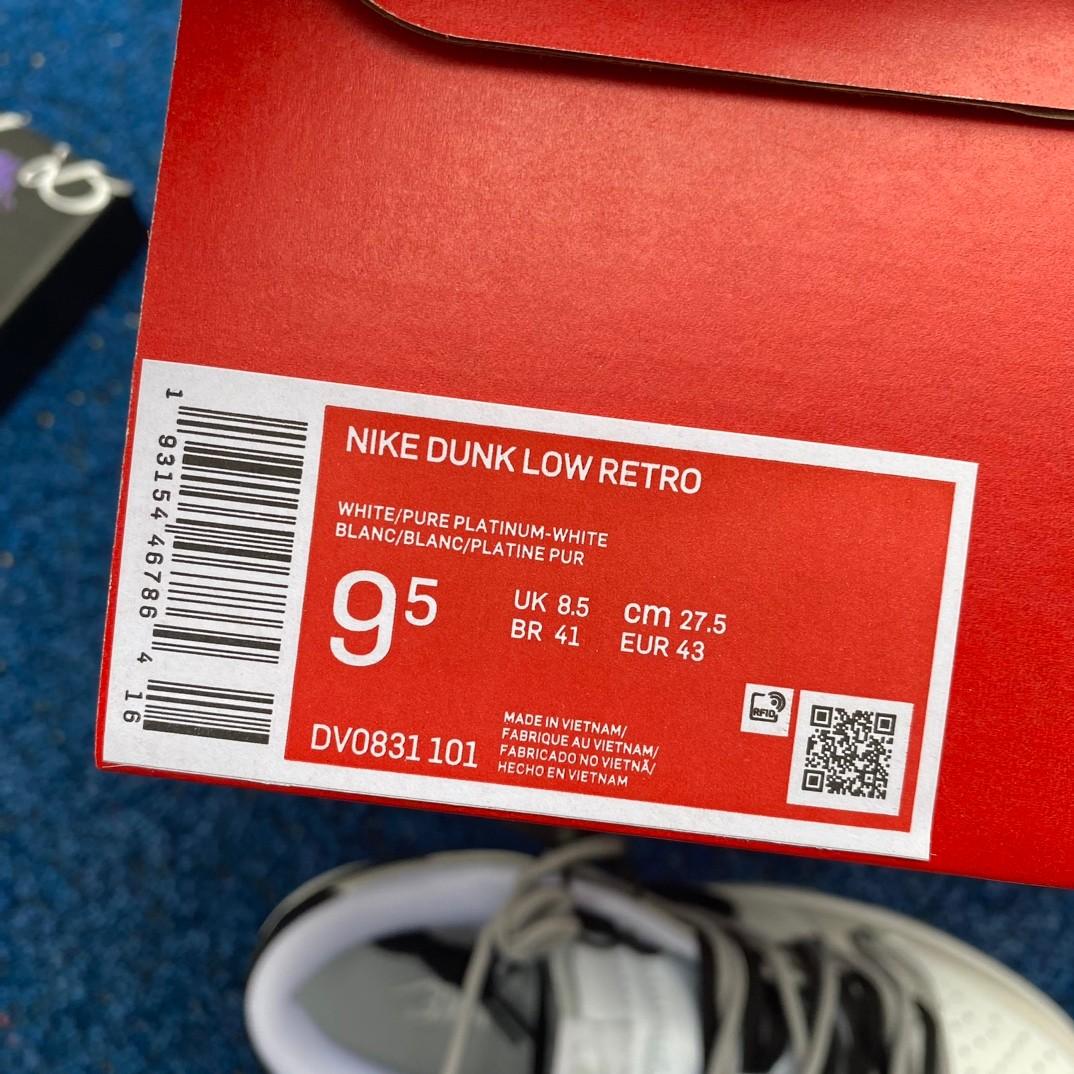 NIKE DUNK LOW RETRO
WHITE/PURE PLATINUM-WHITE
BLANC/BLANC/PLATINE PUR
9⁵
UK 8.5 cm 27.5
BR 41 EUR 43
DV0831 101
MADE IN VIETNAM/
FABRIQUE AU VIETNAM/
FABRICADO NO VIETNÃ/
HECHO EN VIETNAM
RFID
1 93154 46786 4 16